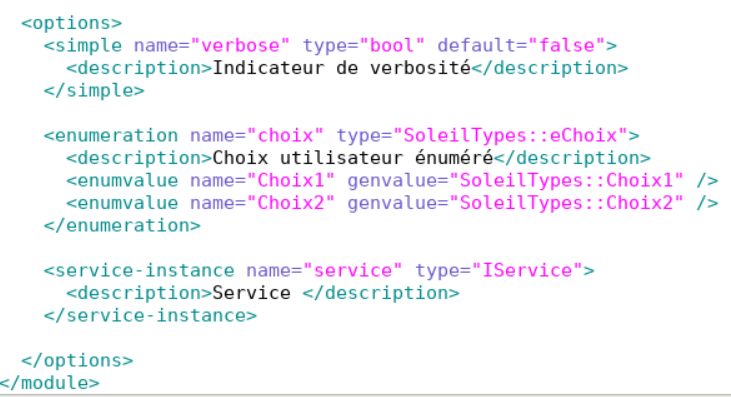 <options>
<simple name="verbose" type="bool" default="false">
<description>Indicateur de verbosité</description>
</simple>
<enumeration name="choix" type="SoleilTypes::eChoix">
<description>Choix utilisateur énuméré</description>
<enumvalue name="Choix1" genvalue="SoleilTypes::Choix1" />
<enumvalue name="Choix2" genvalue="SoleilTypes::Choix2" />
</enumeration>
<service-instance name="service" type="IService">
<description>Service </description>
</service-instance>
</options>
</module>